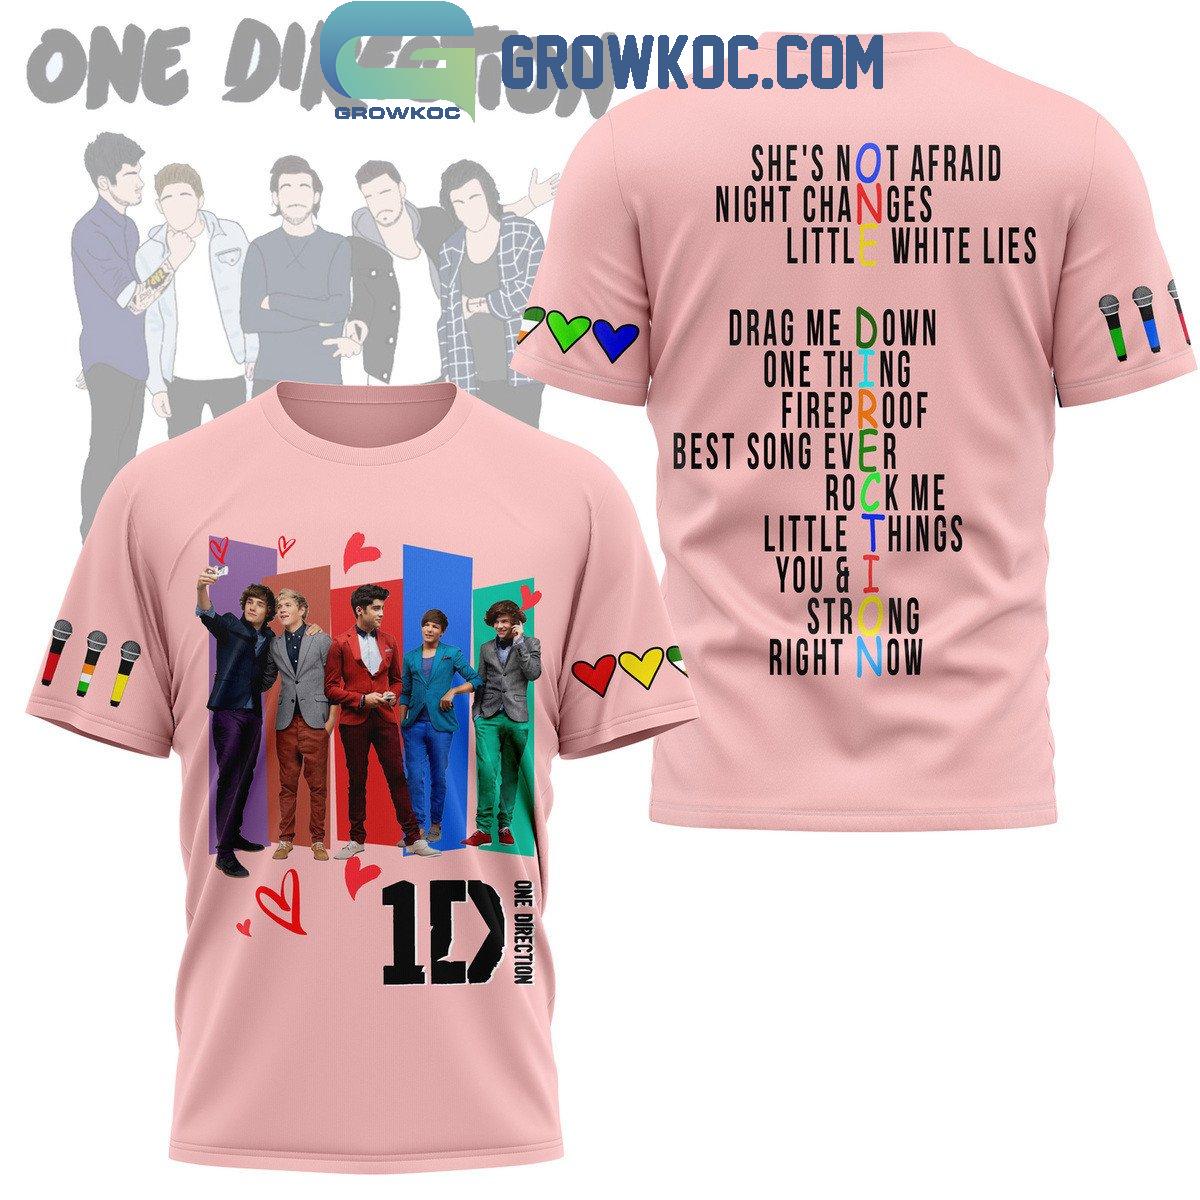 ONE DIRECTION
GROWKOC
GROWKOC.COM
SHE'S NOT AFRAID
NIGHT CHANGES
LITTLE WHITE LIES
DRAG ME DOWN
ONE THING
FIREPROOF
BEST SONG EVER
ROCK ME
LITTLE THINGS
YOU & I
STRONG
RIGHT NOW
1D
ONE DIRECTION